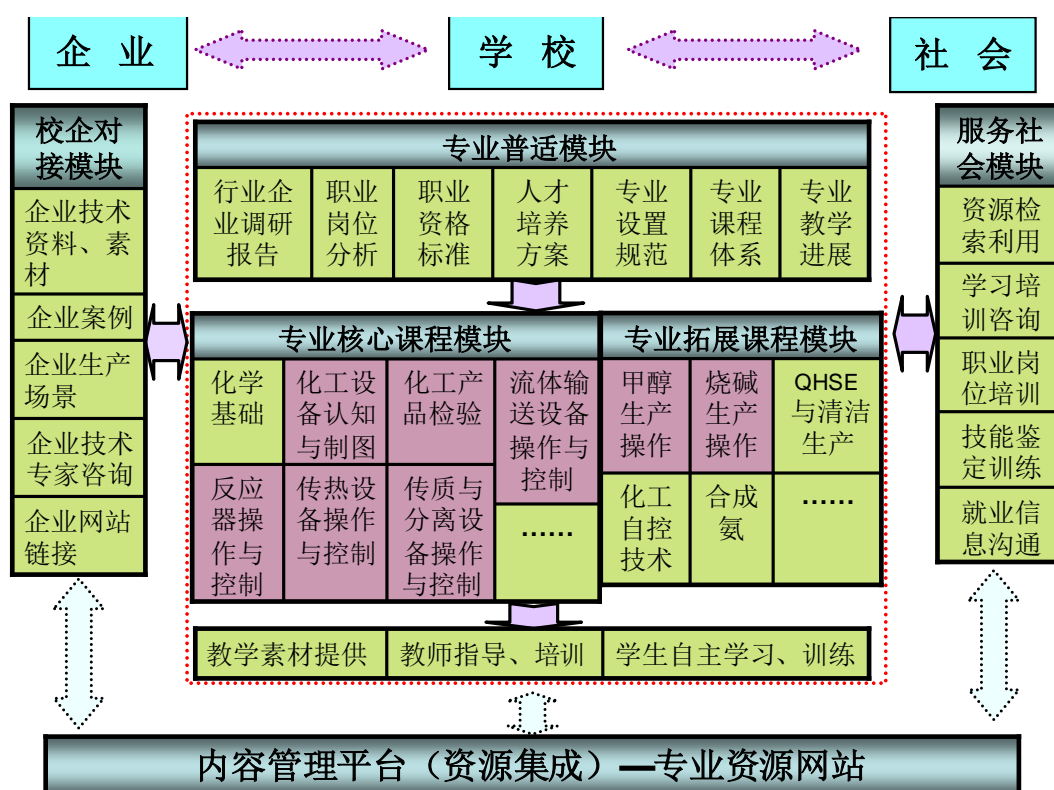 企 业
学 校
社 会
校企对
接模块
企业技术
资料、素
材
企业案例
企业生产
场景
企业技术
专家咨询
企业网站
链接
专业普适模块
行业企
业调研
报告
职业
岗位
分析
职业
资格
标准
人才
培养
方案
专业
设置
规范
专业
课程
体系
专业
教学
进展
专业核心课程模块
化学
基础
化工设
备认知
与制图
化工产
品检验
流体输
送设备
操作与
控制
反应
器操
作与
控制
传热设
备操作
与控制
传质与
分离设
备操作
与控制
……
专业拓展课程模块
甲醇
生产
操作
烧碱
生产
操作
QHSE
与清洁
生产
化工
自控
技术
合成
氨
……
教学素材提供
教师指导、培训
学生自主学习、训练
服务社
会模块
资源检
索利用
学习培
训咨询
职业岗
位培训
技能鉴
定训练
就业信
息沟通
内容管理平台（资源集成）—专业资源网站